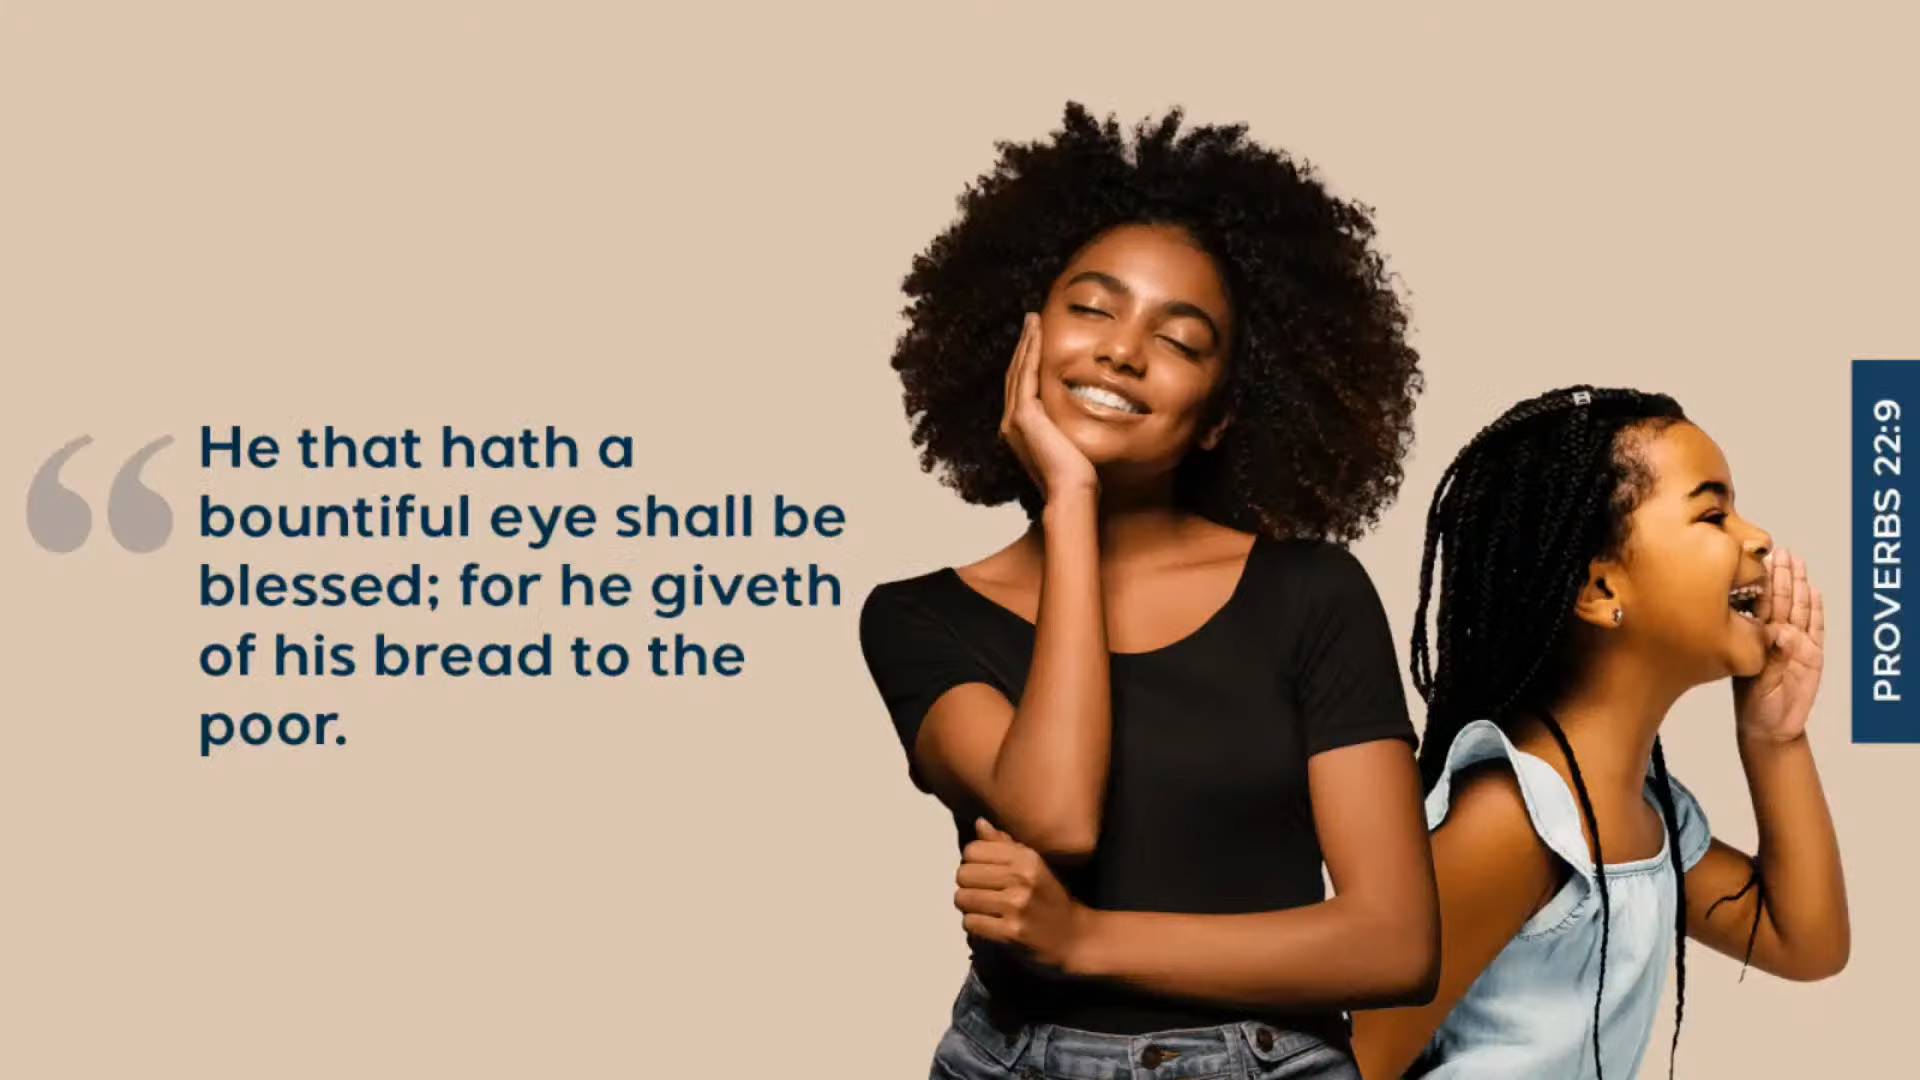 He that hath a
bountiful eye shall be
blessed; for he giveth
of his bread to the
poor.
PROVERBS 22:9